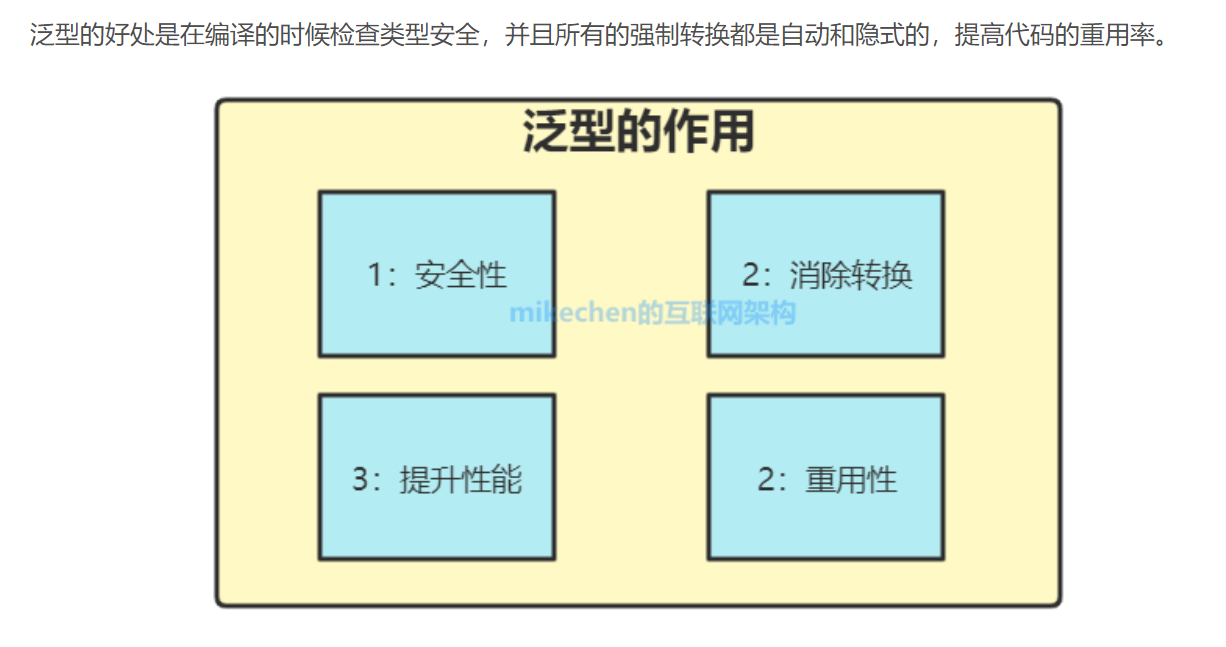 泛型的好处是在编译的时候检查类型安全，并且所有的强制转换都是自动和隐式的，提高代码的重用率。
泛型的作用
1：安全性
2：消除转换
mikechen的互联网架构
3：提升性能
2：重用性